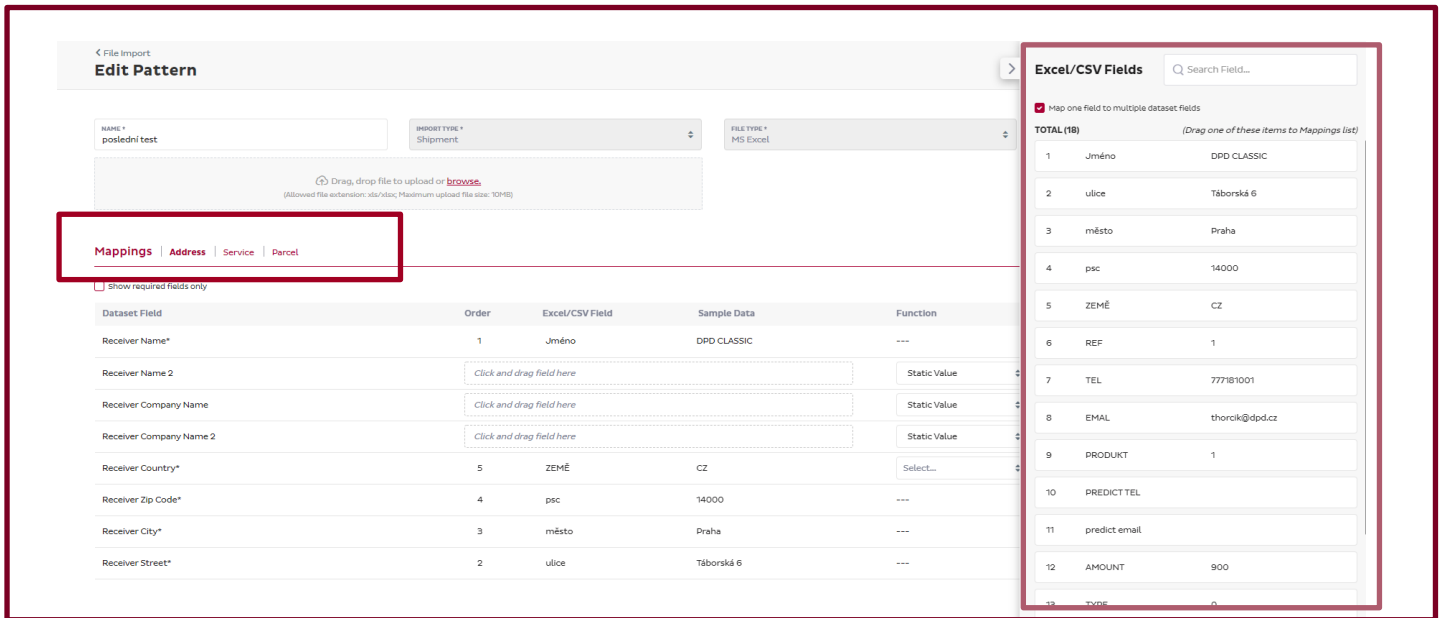 File Import
Edit Pattern
NAME *
poslední test
IMPORT TYPE *
Shipment
FILE TYPE *
MS Excel
Drag, drop file to upload or browse.
(Allowed file extension: xls/xlsx; Maximum upload file size: 10MB)
Mappings | Address | Service | Parcel
Show required fields only
Dataset Field Order Excel/CSV Field Sample Data Function
Receiver Name* 1 Jméno DPD CLASSIC ---
Receiver Name 2 Click and drag field here Static Value
Receiver Company Name Click and drag field here Static Value
Receiver Company Name 2 Click and drag field here Static Value
Receiver Country* 5 ZEMĚ CZ Select...
Receiver Zip Code* 4 psc 14000 ---
Receiver City* 3 město Praha ---
Receiver Street* 2 ulice Táborská 6 ---
Excel/CSV Fields Search Field...
Map one field to multiple dataset fields
TOTAL (18) (Drag one of these items to Mappings list)
1 Jméno DPD CLASSIC
2 ulice Táborská 6
3 město Praha
4 psc 14000
5 ZEMĚ CZ
6 REF 1
7 TEL 777181001
8 EMAL thorcik@dpd.cz
9 PRODUKT 1
10 PREDICT TEL
11 predict email
12 AMOUNT 900
13 TYPE 0